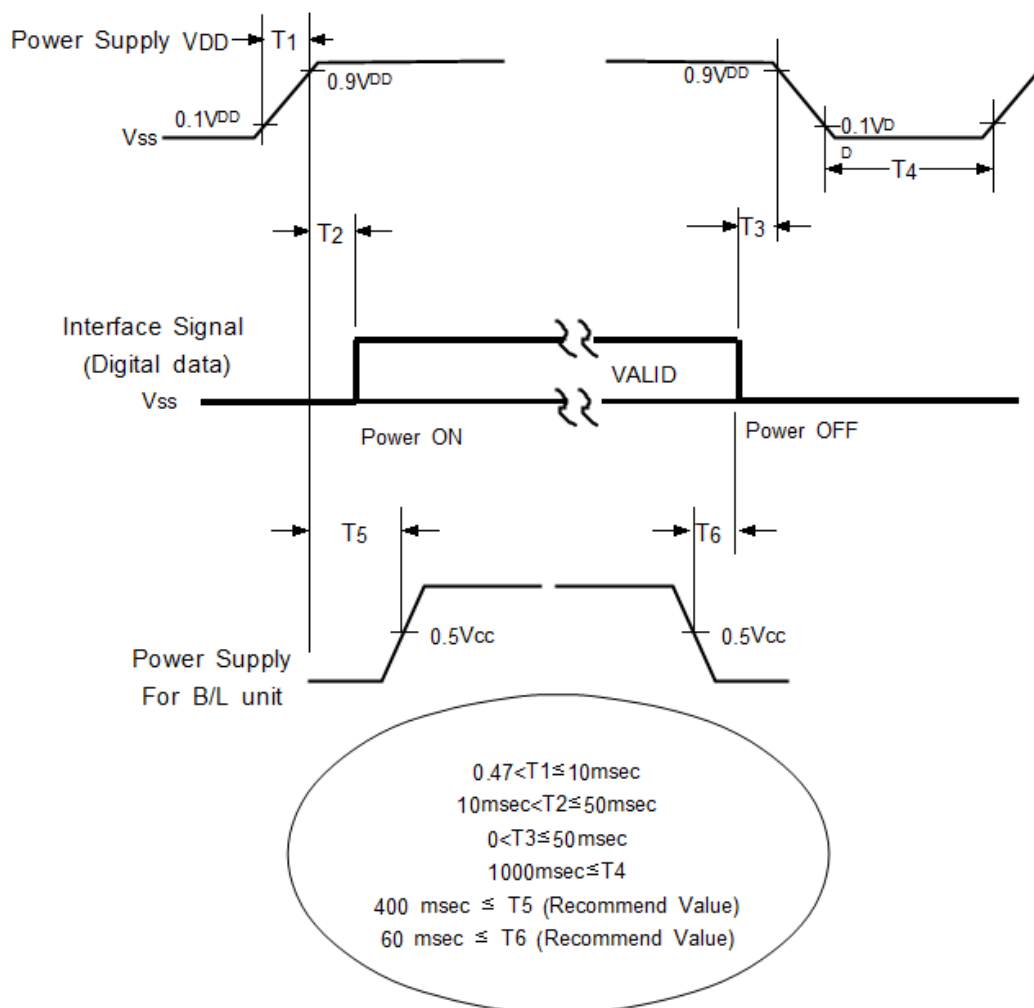 Power Supply VDD
T1
0.9VDD
0.9VDD
0.1VDD
Vss
0.1VD
D
T4
T2
T3
Interface Signal
(Digital data)
VALID
Vss
Power ON
Power OFF
T5
T6
0.5Vcc
0.5Vcc
Power Supply
For B/L unit
0.47<T1≤10msec
10msec<T2≤50msec
0<T3≤50msec
1000msec≤T4
400 msec ≤ T5 (Recommend Value)
60 msec ≤ T6 (Recommend Value)